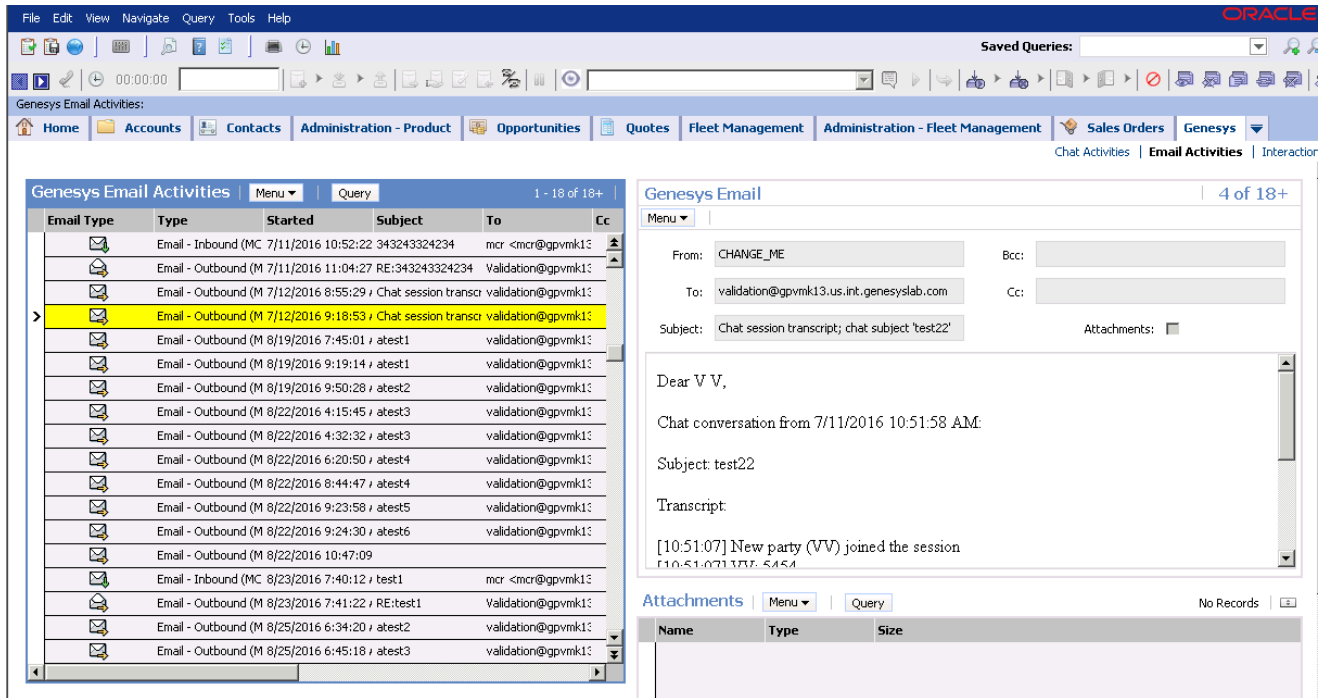 File Edit View Navigate Query Tools Help
ORACLE
Saved Queries:
00:00:00
Genesys Email Activities:
Home Accounts Contacts Administration - Product Opportunities Quotes Fleet Management Administration - Fleet Management Sales Orders Genesys
Chat Activities | Email Activities | Interaction
Genesys Email Activities | Menu | Query 1 - 18 of 18+
Email Type Type Started Subject To Cc
Email - Inbound (MC 7/11/2016 10:52:22 343243324234 mcr <mcr@gpvmk13
Email - Outbound (M 7/11/2016 11:04:27 RE:343243324234 Validation@gpvmk13
Email - Outbound (M 7/12/2016 8:55:29 Chat session transcr validation@gpvmk13
> Email - Outbound (M 7/12/2016 9:18:53 Chat session transcr validation@gpvmk13
Email - Outbound (M 8/19/2016 7:45:01 atest1 validation@gpvmk13
Email - Outbound (M 8/19/2016 9:19:14 atest1 validation@gpvmk13
Email - Outbound (M 8/19/2016 9:50:28 atest2 validation@gpvmk13
Email - Outbound (M 8/22/2016 4:15:45 atest3 validation@gpvmk13
Email - Outbound (M 8/22/2016 4:32:32 atest3 validation@gpvmk13
Email - Outbound (M 8/22/2016 6:20:50 atest4 validation@gpvmk13
Email - Outbound (M 8/22/2016 8:44:47 atest4 validation@gpvmk13
Email - Outbound (M 8/22/2016 9:23:58 atest5 validation@gpvmk13
Email - Outbound (M 8/22/2016 9:24:30 atest6 validation@gpvmk13
Email - Outbound (M 8/22/2016 10:47:09
Email - Inbound (MC 8/23/2016 7:40:12 test1 mcr <mcr@gpvmk13
Email - Outbound (M 8/23/2016 7:41:22 RE:test1 Validation@gpvmk13
Email - Outbound (M 8/25/2016 6:34:20 atest2 validation@gpvmk13
Email - Outbound (M 8/25/2016 6:45:18 atest3 validation@gpvmk13
Genesys Email | 4 of 18+
Menu
From: CHANGE_ME Bcc:
To: validation@gpvmk13.us.int.genesyslab.com Cc:
Subject: Chat session transcript; chat subject 'test22' Attachments:
Dear V V,
Chat conversation from 7/11/2016 10:51:58 AM:
Subject: test22
Transcript:
[10:51:07] New party (VV) joined the session
[10:51:07] VV: 5454
Attachments | Menu | Query No Records
Name Type Size